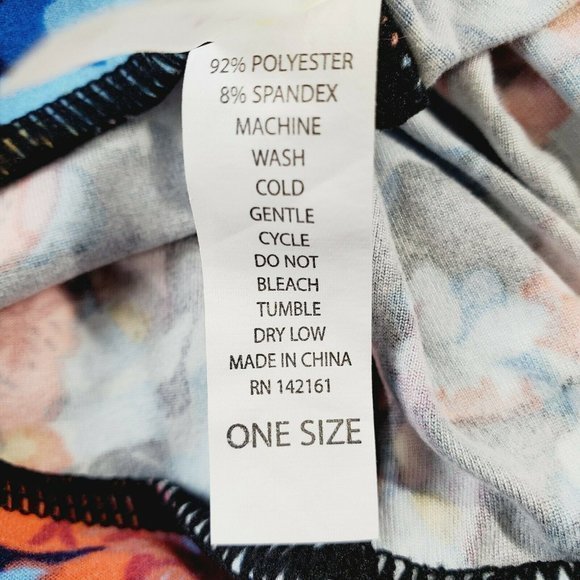 92% POLYESTER
8% SPANDEX
MACHINE
WASH
COLD
GENTLE
CYCLE
DO NOT
BLEACH
TUMBLE
DRY LOW
MADE IN CHINA
RN 142161
ONE SIZE